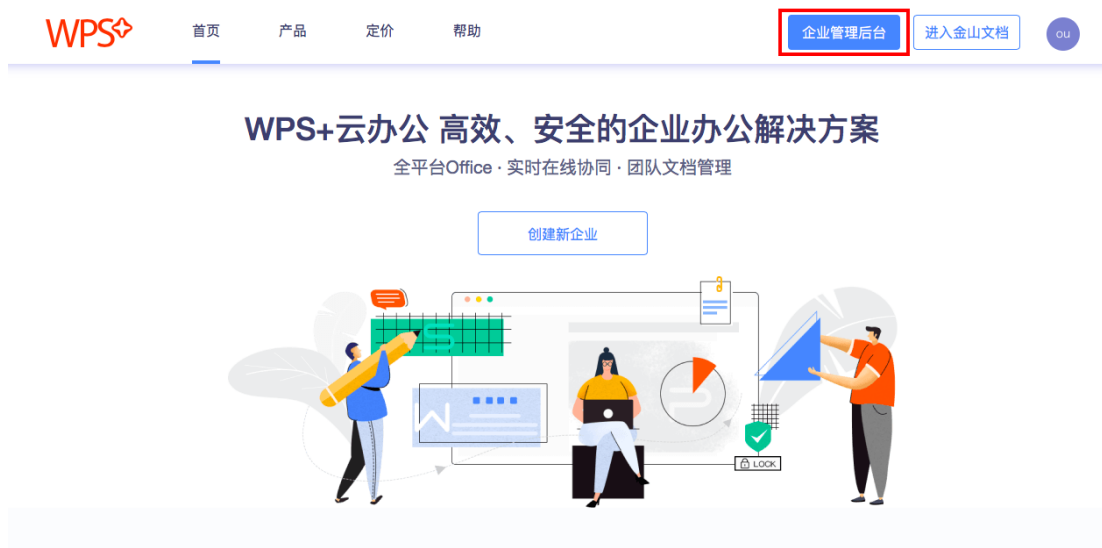 WPS
首页 产品 定价 帮助 企业管理后台 进入金山文档 ou
WPS+云办公 高效、安全的企业办公解决方案
全平台Office · 实时在线协同 · 团队文档管理
创建新企业
LOCK